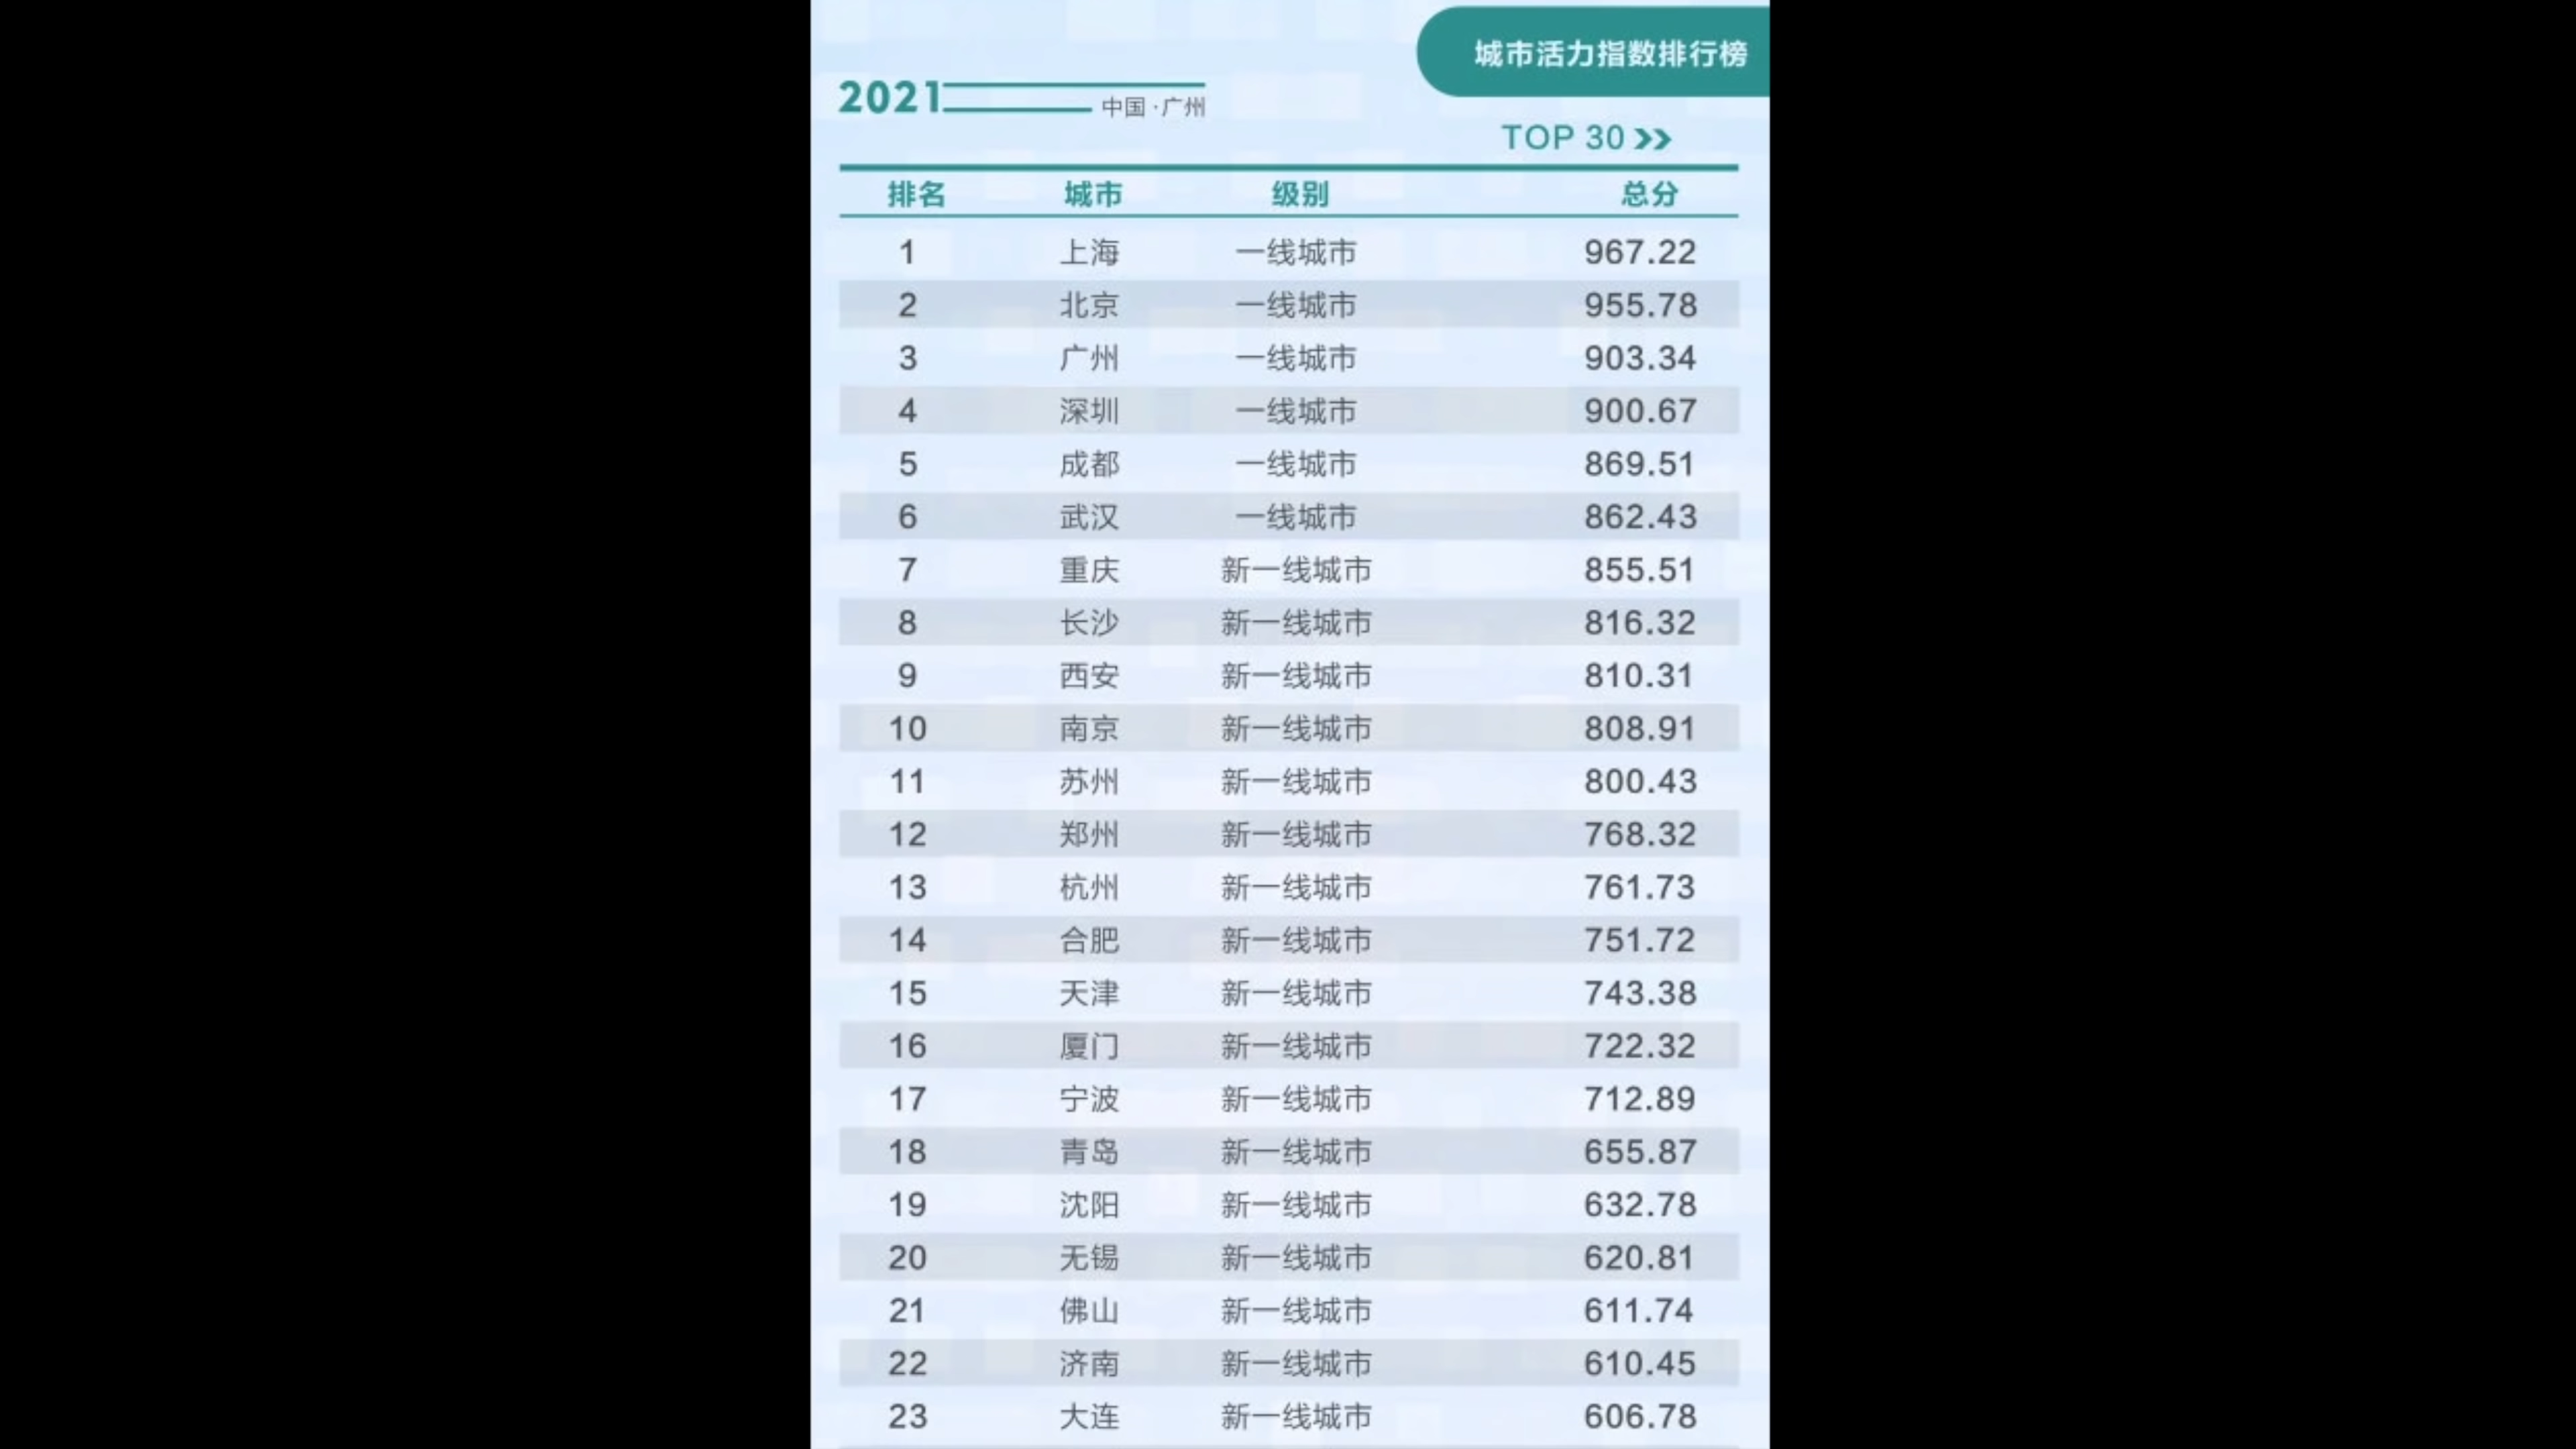 城市活力指数排行榜
2021 中国·广州
TOP 30
排名 城市 级别 总分
1 上海 一线城市 967.22
2 北京 一线城市 955.78
3 广州 一线城市 903.34
4 深圳 一线城市 900.67
5 成都 一线城市 869.51
6 武汉 一线城市 862.43
7 重庆 新一线城市 855.51
8 长沙 新一线城市 816.32
9 西安 新一线城市 810.31
10 南京 新一线城市 808.91
11 苏州 新一线城市 800.43
12 郑州 新一线城市 768.32
13 杭州 新一线城市 761.73
14 合肥 新一线城市 751.72
15 天津 新一线城市 743.38
16 厦门 新一线城市 722.32
17 宁波 新一线城市 712.89
18 青岛 新一线城市 655.87
19 沈阳 新一线城市 632.78
20 无锡 新一线城市 620.81
21 佛山 新一线城市 611.74
22 济南 新一线城市 610.45
23 大连 新一线城市 606.78